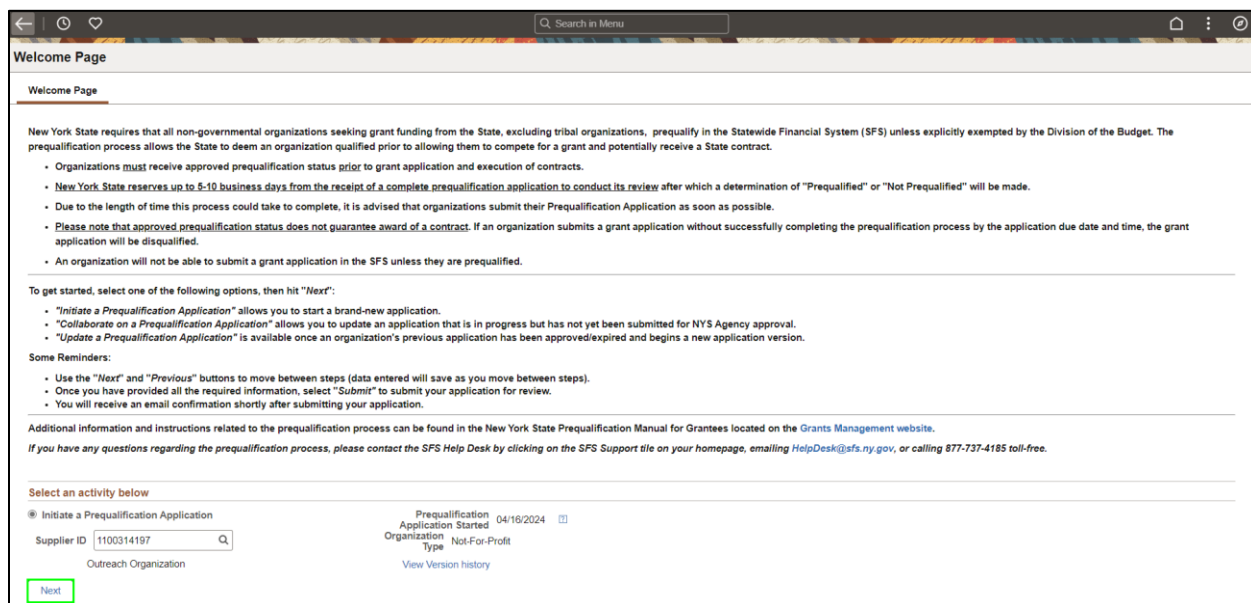 Search in Menu
Welcome Page
Welcome Page
New York State requires that all non-governmental organizations seeking grant funding from the State, excluding tribal organizations, prequalify in the Statewide Financial System (SFS) unless explicitly exempted by the Division of the Budget. The
prequalification process allows the State to deem an organization qualified prior to allowing them to compete for a grant and potentially receive a State contract.
• Organizations must receive approved prequalification status prior to grant application and execution of contracts.
• New York State reserves up to 5-10 business days from the receipt of a complete prequalification application to conduct its review after which a determination of "Prequalified" or "Not Prequalified" will be made.
• Due to the length of time this process could take to complete, it is advised that organizations submit their Prequalification Application as soon as possible.
• Please note that approved prequalification status does not guarantee award of a contract. If an organization submits a grant application without successfully completing the prequalification process by the application due date and time, the grant
application will be disqualified.
• An organization will not be able to submit a grant application in the SFS unless they are prequalified.
To get started, select one of the following options, then hit "Next":
• "Initiate a Prequalification Application" allows you to start a brand-new application.
• "Collaborate on a Prequalification Application" allows you to update an application that is in progress but has not yet been submitted for NYS Agency approval.
• "Update a Prequalification Application" is available once an organization's previous application has been approved/expired and begins a new application version.
Some Reminders:
• Use the "Next" and "Previous" buttons to move between steps (data entered will save as you move between steps).
• Once you have provided all the required information, select "Submit" to submit your application for review.
• You will receive an email confirmation shortly after submitting your application.
Additional information and instructions related to the prequalification process can be found in the New York State Prequalification Manual for Grantees located on the Grants Management website.
If you have any questions regarding the prequalification process, please contact the SFS Help Desk by clicking on the SFS Support tile on your homepage, emailing HelpDesk@sfs.ny.gov, or calling 877-737-4185 toll-free.
Select an activity below
Initiate a Prequalification Application
Prequalification
Application Started 04/16/2024 ?
Supplier ID 1100314197
Organization
Type Not-For-Profit
Outreach Organization
View Version history
Next